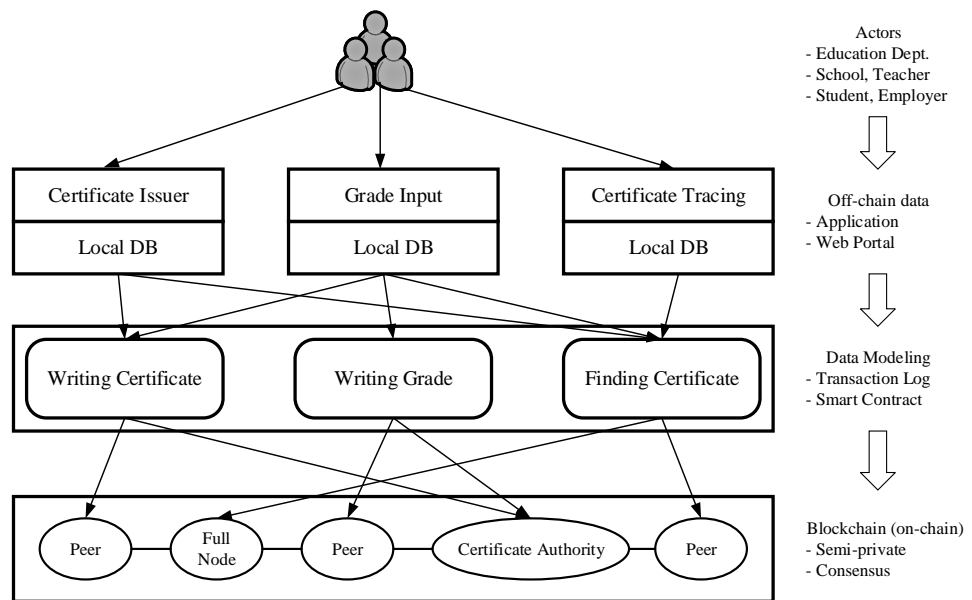 Actors
- Education Dept.
- School, Teacher
- Student, Employer
Certificate Issuer
Grade Input
Certificate Tracing
Local DB
Local DB
Local DB
Off-chain data
- Application
- Web Portal
Writing Certificate
Writing Grade
Finding Certificate
Data Modeling
- Transaction Log
- Smart Contract
Peer
Full
Node
Peer
Certificate Authority
Peer
Blockchain (on-chain)
- Semi-private
- Consensus